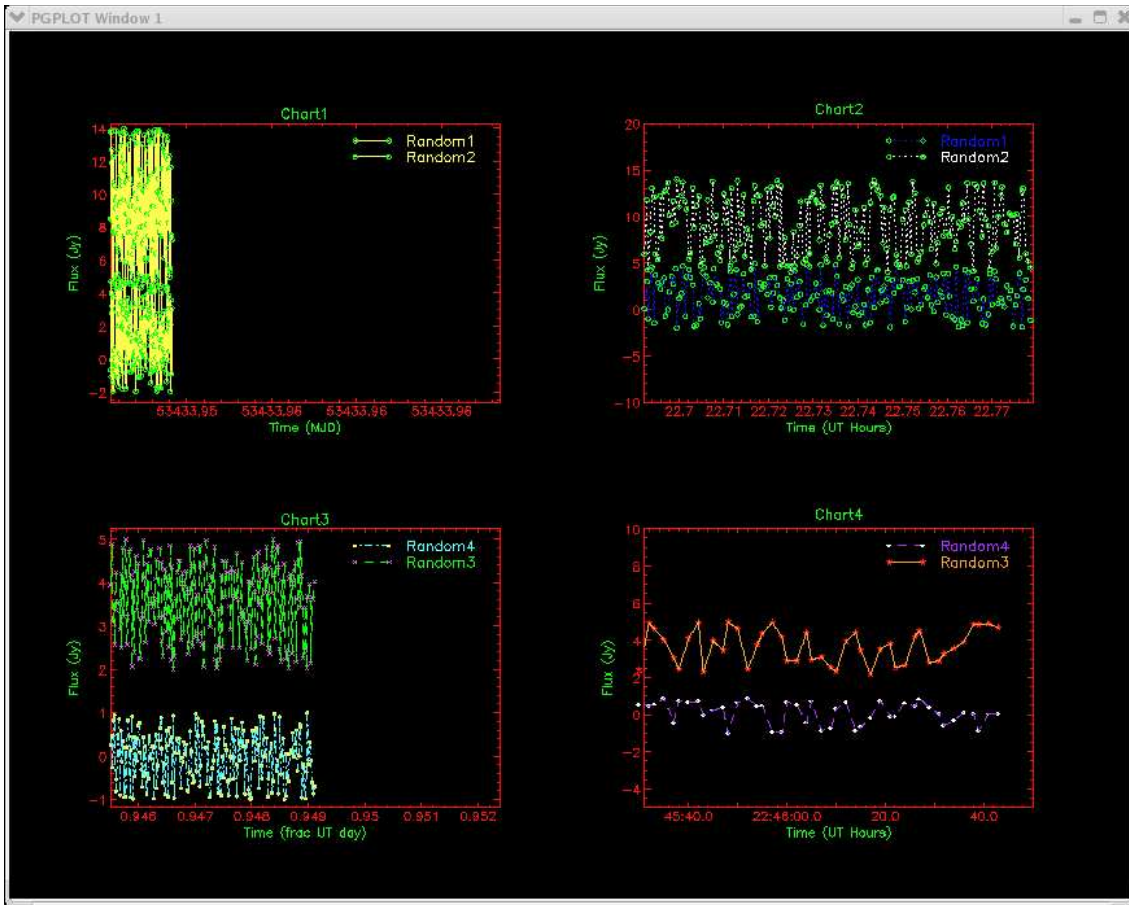 PGPLOT Window 1
Chart1
Random1
Random2
14
12
10
8
6
4
2
0
−2
Flux (Jy)
53433.95
53433.96
53433.96
53433.96
Time (MJD)
Chart2
Random1
Random2
20
15
10
5
0
−5
−10
Flux (Jy)
22.7
22.71
22.72
22.73
22.74
22.75
22.76
22.77
Time (UT Hours)
Chart3
Random4
Random3
5
4
3
2
1
0
−1
Flux (Jy)
0.946
0.947
0.948
0.949
0.95
0.951
0.952
Time (frac UT day)
Chart4
Random4
Random3
10
8
6
4
2
0
−2
−4
Flux (Jy)
45:40.0
22:46:00.0
20.0
40.0
Time (UT Hours)